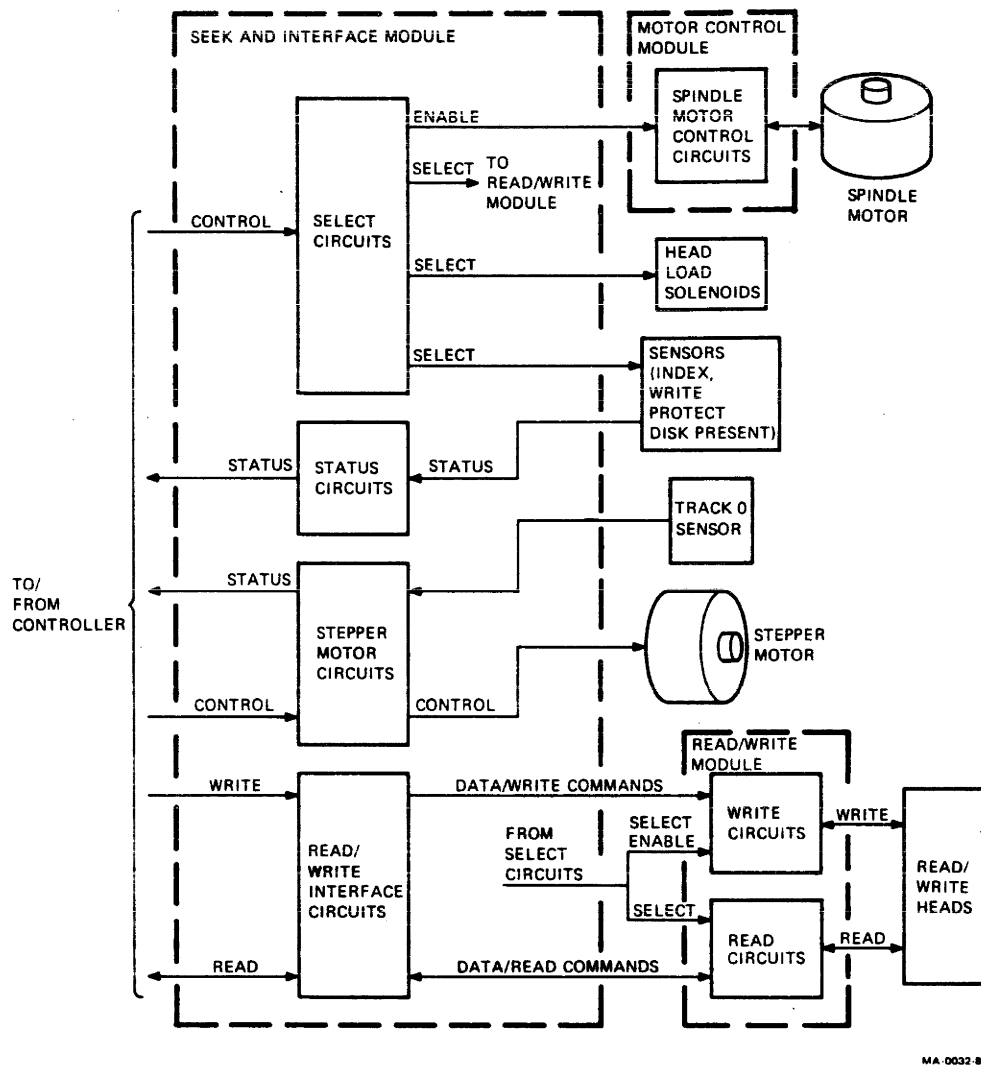 SEEK AND INTERFACE MODULE
MOTOR CONTROL
MODULE
SPINDLE
MOTOR
CONTROL
CIRCUITS
SPINDLE
MOTOR
ENABLE
SELECT
TO
READ/WRITE
MODULE
CONTROL
SELECT
CIRCUITS
SELECT
HEAD
LOAD
SOLENOIDS
SELECT
SENSORS
(INDEX,
WRITE
PROTECT
DISK PRESENT)
STATUS
STATUS
CIRCUITS
STATUS
TRACK 0
SENSOR
TO/
FROM
CONTROLLER
STATUS
STEPPER
MOTOR
CIRCUITS
STEPPER
MOTOR
CONTROL
CONTROL
READ/WRITE
MODULE
WRITE
DATA/WRITE COMMANDS
WRITE
CIRCUITS
WRITE
FROM
SELECT
CIRCUITS
SELECT
ENABLE
READ/
WRITE
INTERFACE
CIRCUITS
READ/
WRITE
HEADS
SELECT
READ
CIRCUITS
READ
READ
DATA/READ COMMANDS
MA-0032-8